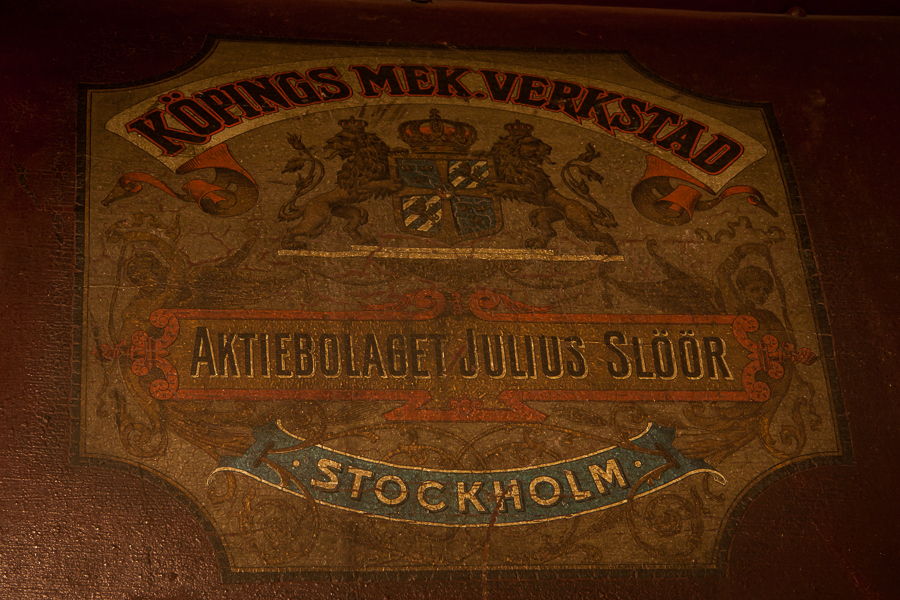 KÖPINGS MEK. VERKSTAD
AKTIEBOLAGET JULIUS SLÖÖR
· STOCKHOLM ·